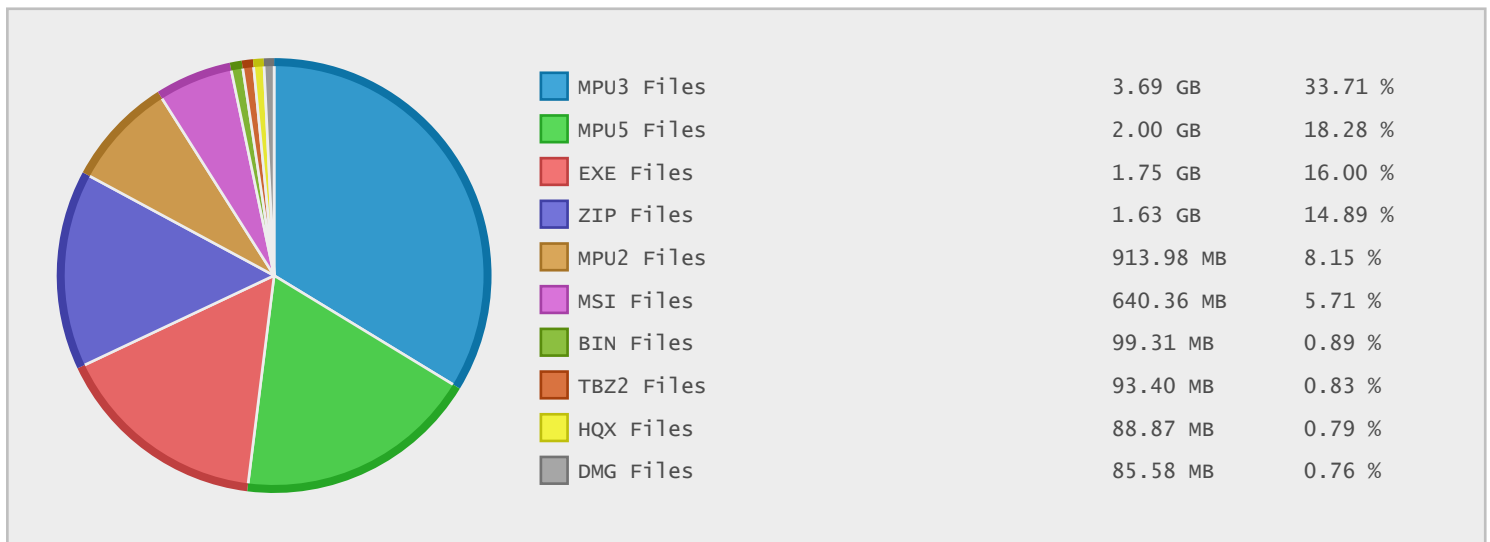 MPU3 Files 3.69 GB 33.71 %
MPU5 Files 2.00 GB 18.28 %
EXE Files 1.75 GB 16.00 %
ZIP Files 1.63 GB 14.89 %
MPU2 Files 913.98 MB 8.15 %
MSI Files 640.36 MB 5.71 %
BIN Files 99.31 MB 0.89 %
TBZ2 Files 93.40 MB 0.83 %
HQX Files 88.87 MB 0.79 %
DMG Files 85.58 MB 0.76 %